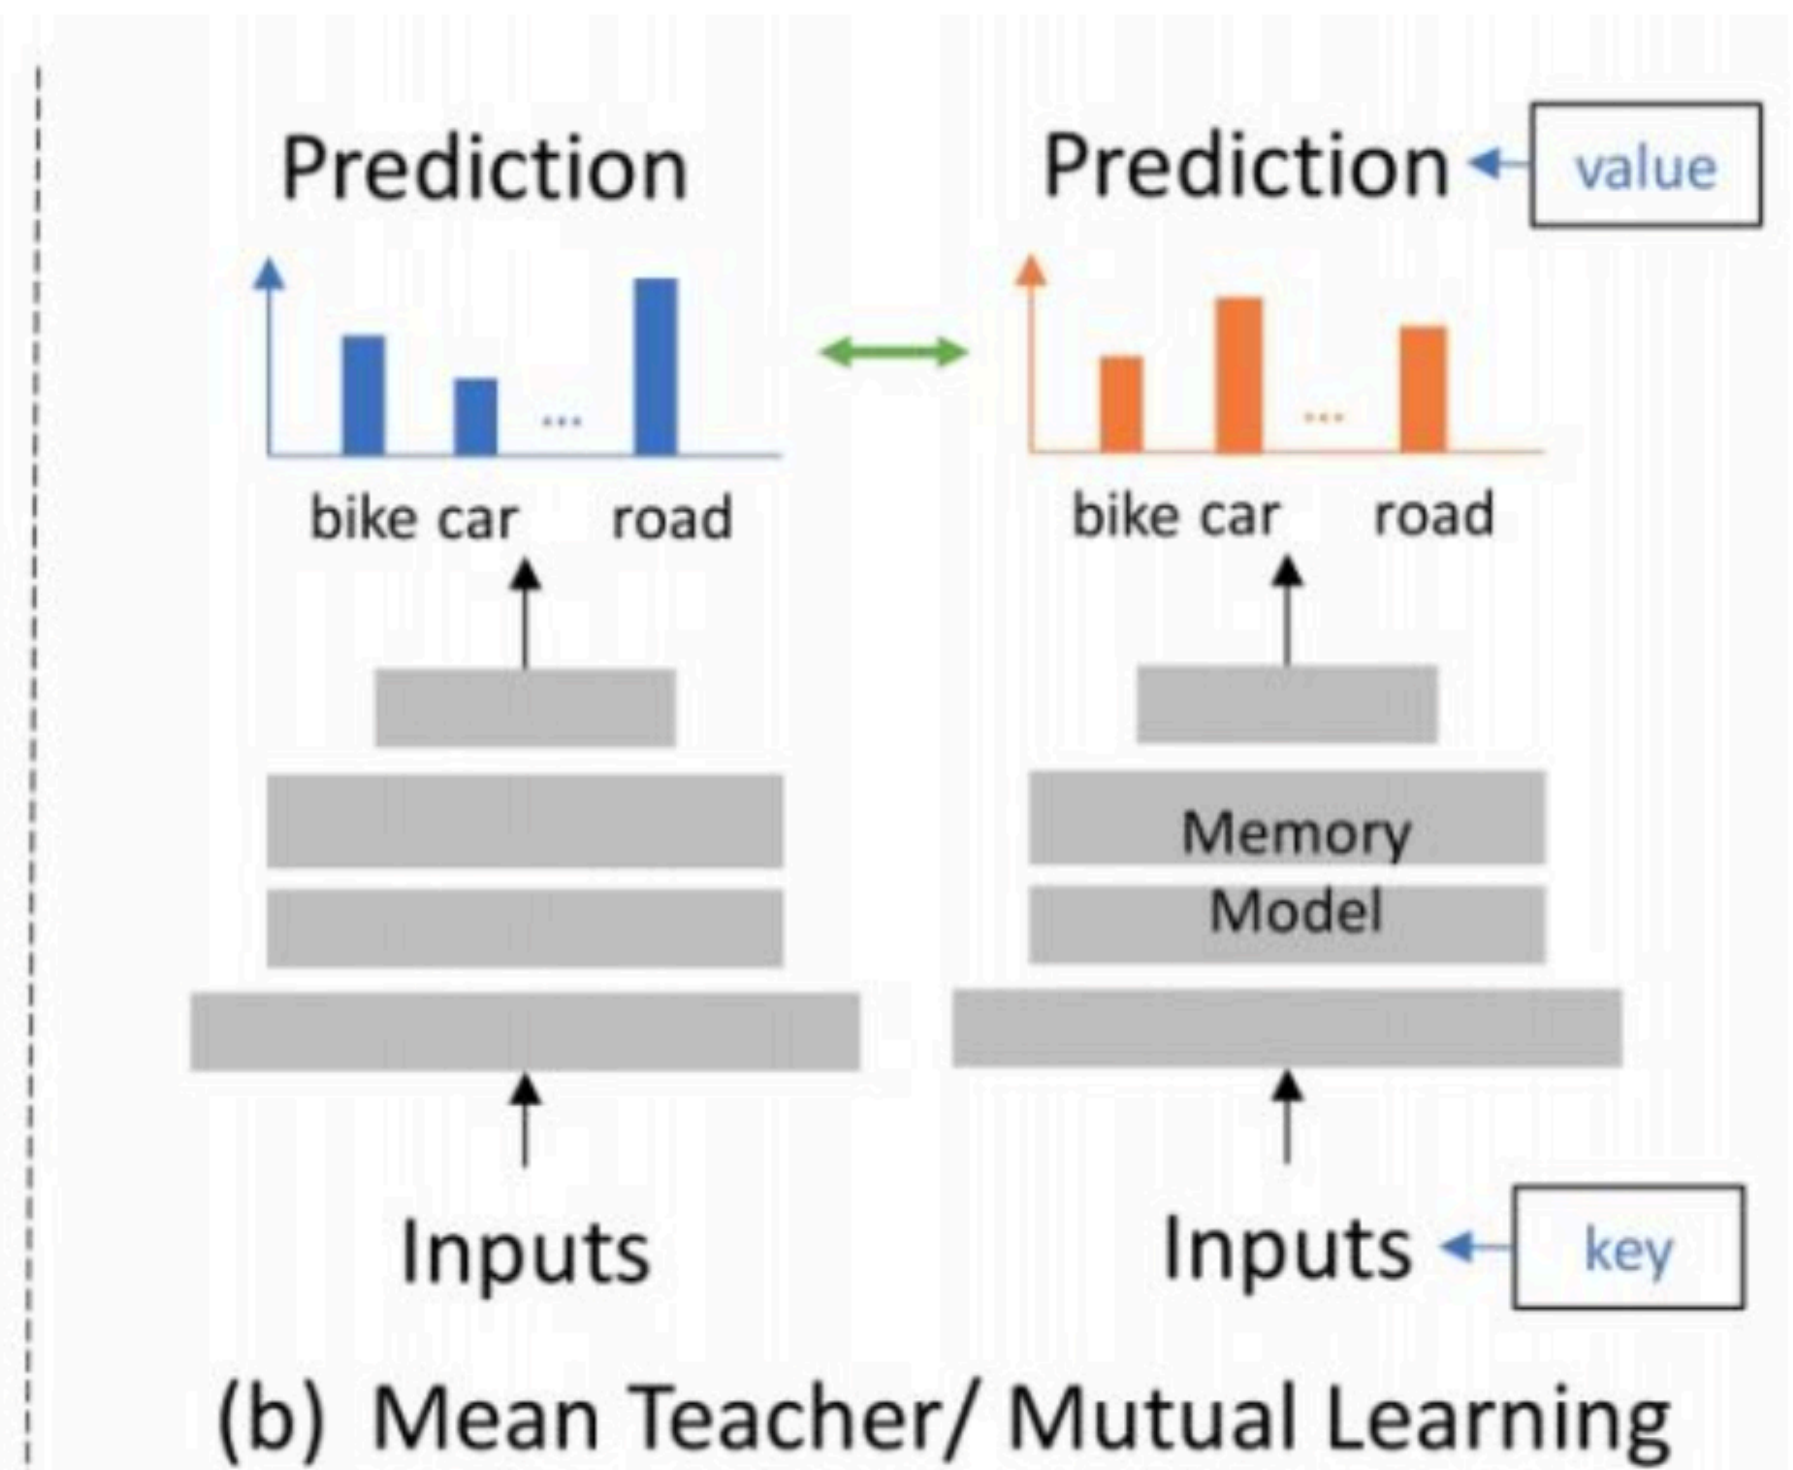 Prediction
Prediction
value
...
...
bike car road
bike car road
Memory
Model
Inputs
Inputs
key
(b) Mean Teacher/ Mutual Learning